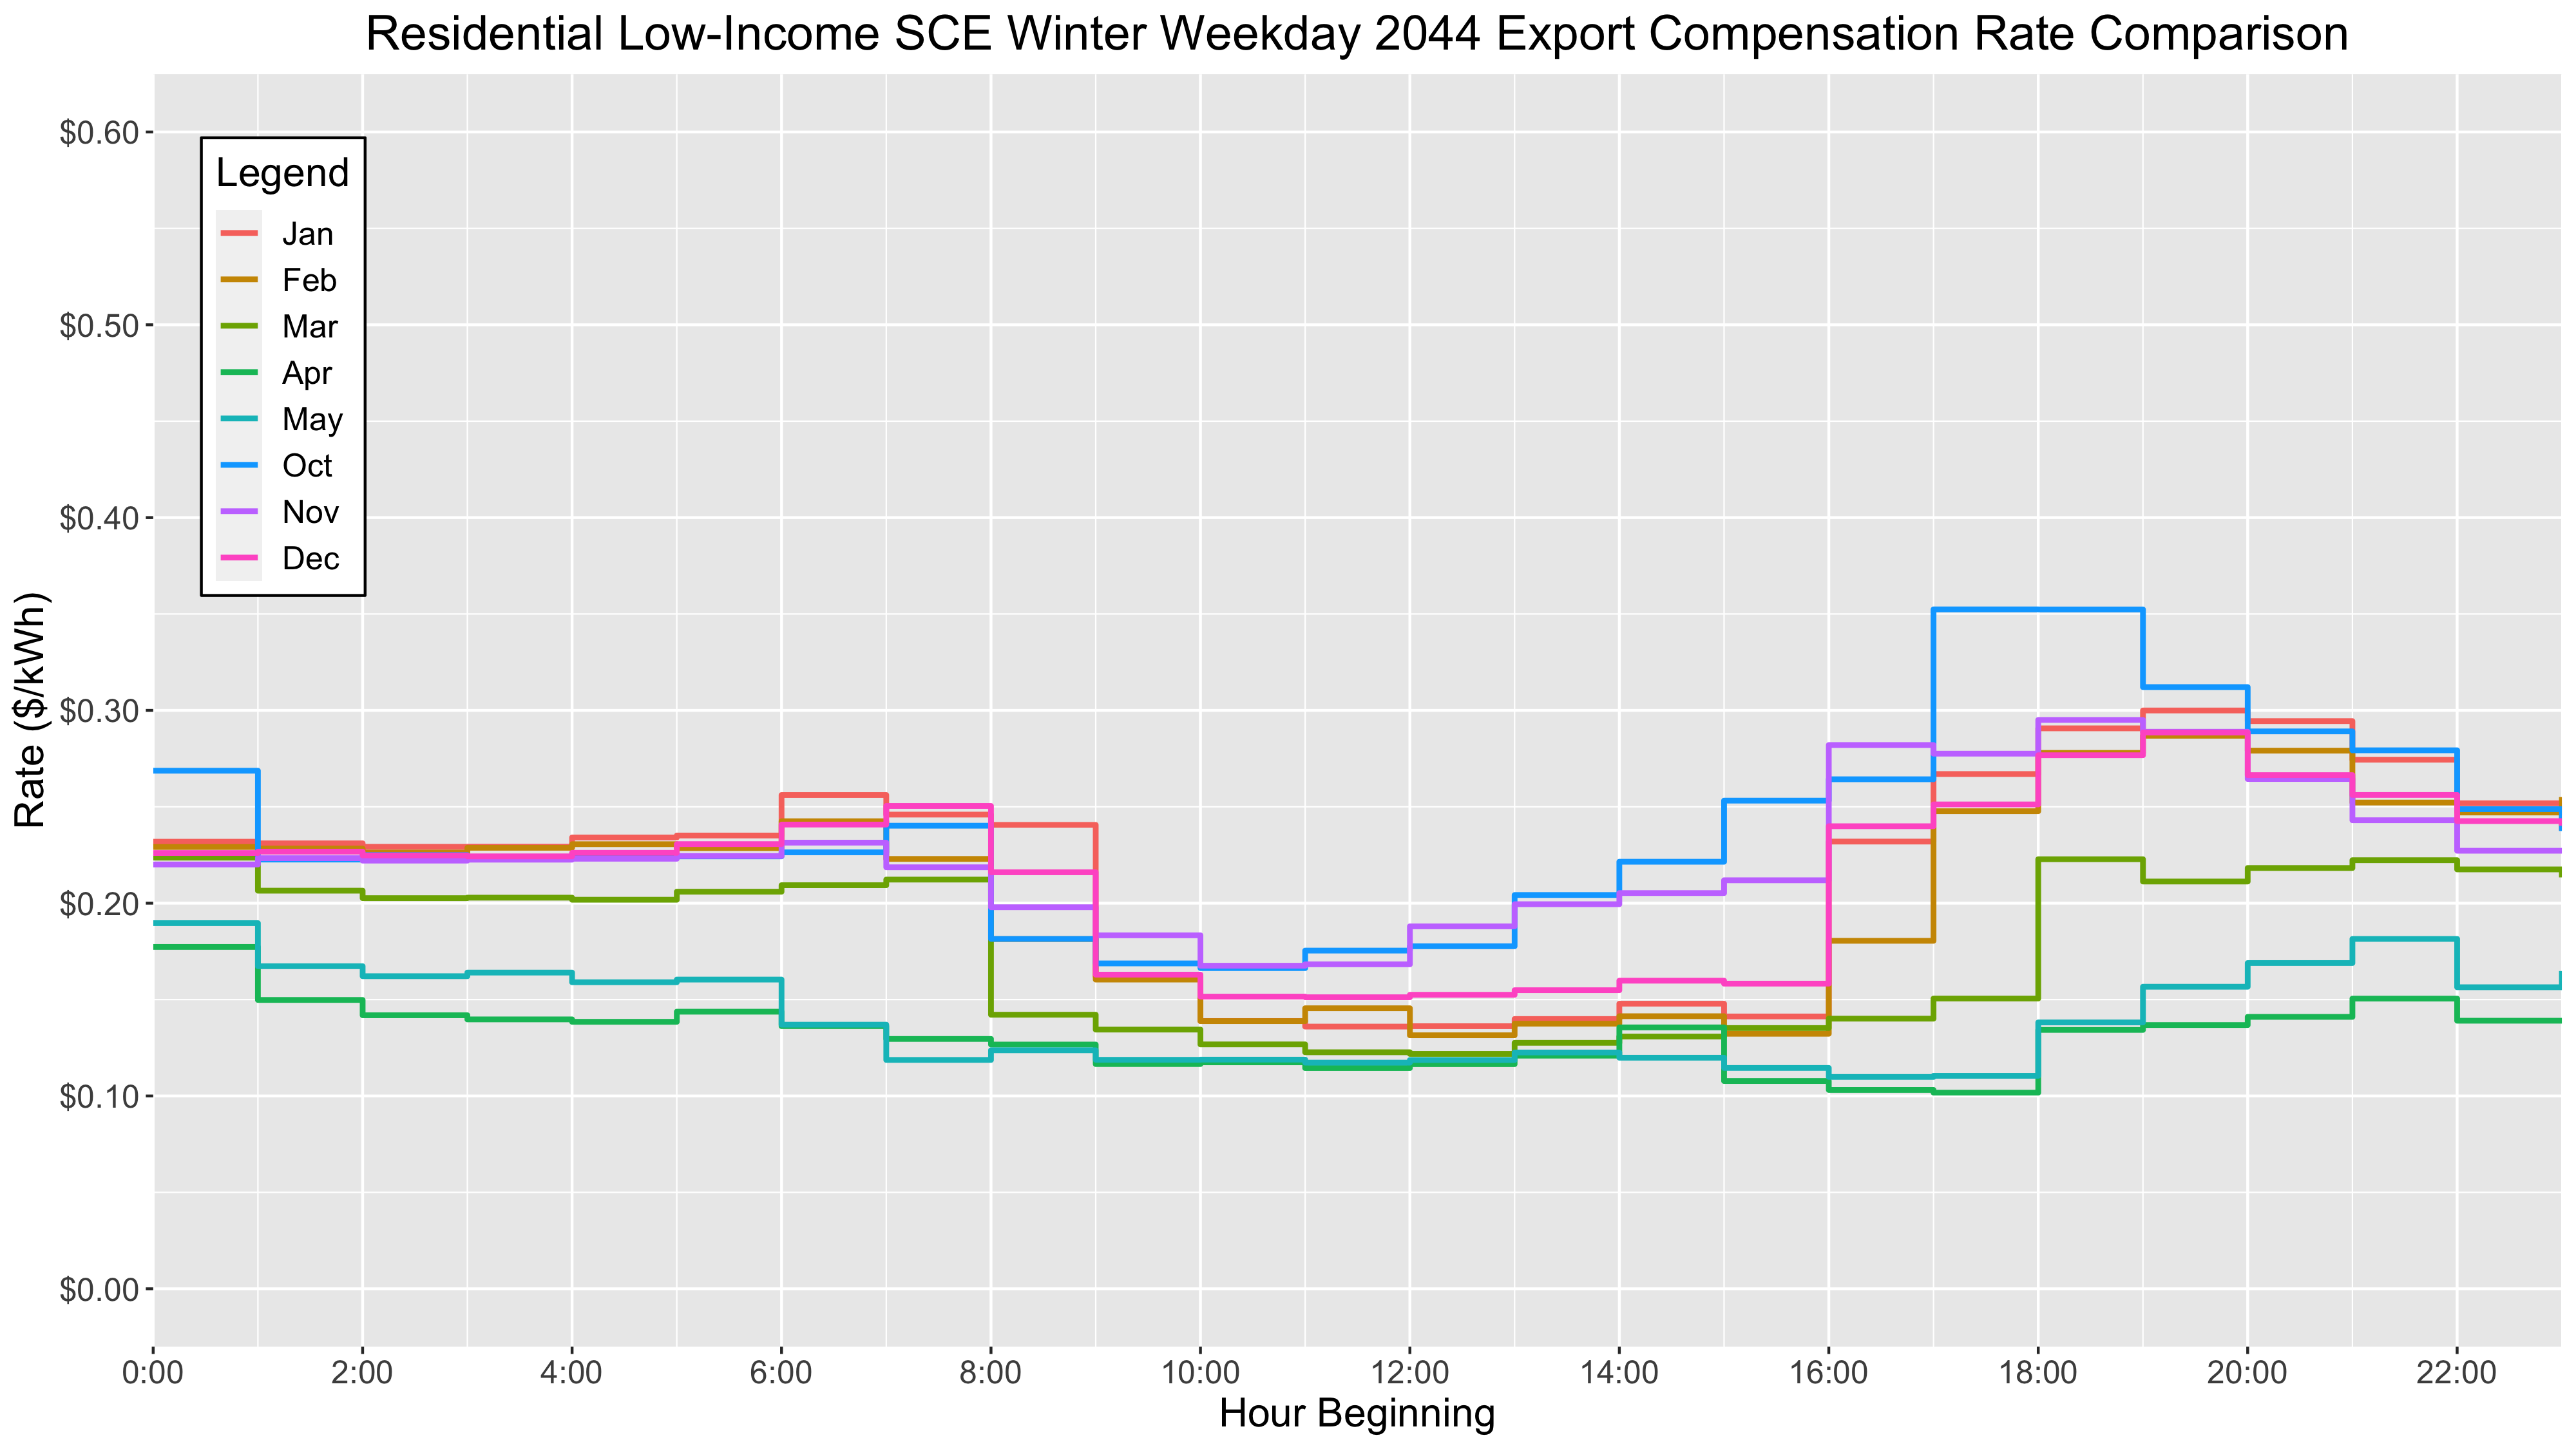 Residential Low-Income SCE Winter Weekday 2044 Export Compensation Rate Comparison
Rate ($/kWh)
$0.60
$0.50
$0.40
$0.30
$0.20
$0.10
$0.00
Legend
Jan
Feb
Mar
Apr
May
Oct
Nov
Dec
0:00 2:00 4:00 6:00 8:00 10:00 12:00 14:00 16:00 18:00 20:00 22:00
Hour Beginning